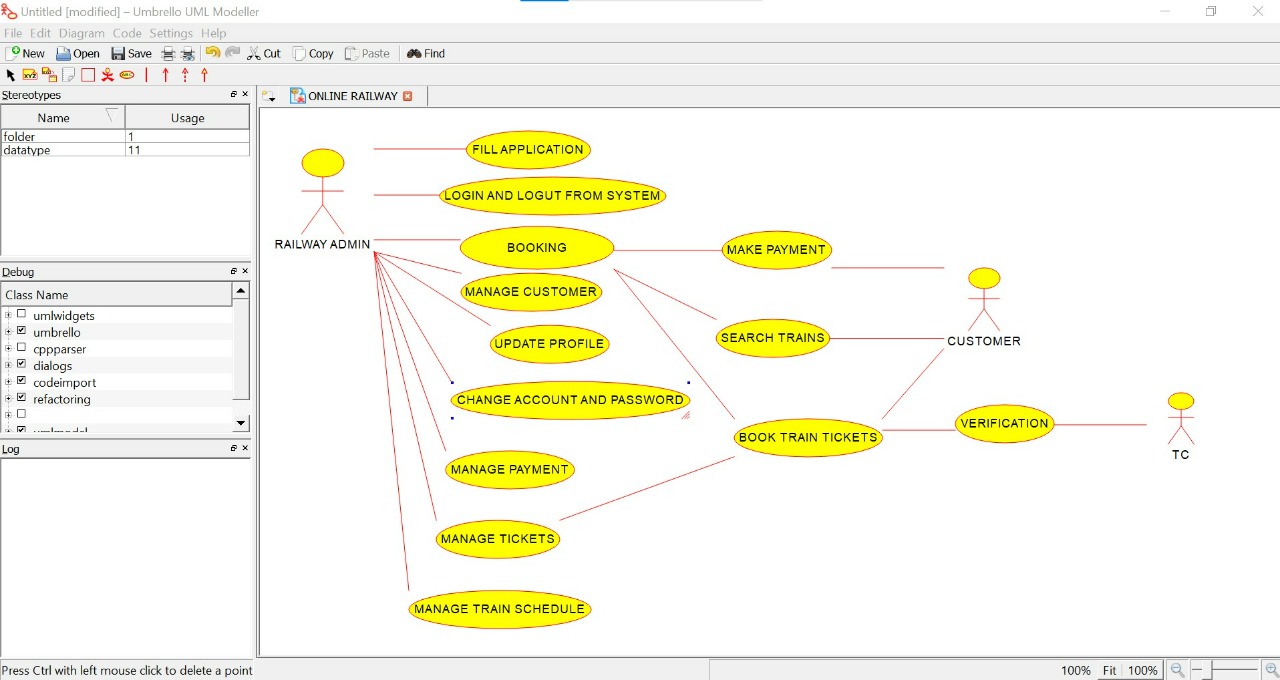 Untitled [modified] – Umbrello UML Modeller
File Edit Diagram Code Settings Help
New Open Save Cut Copy Paste Find
Stereotypes
Name Usage
folder 1
datatype 11
Debug
Class Name
umlwidgets
umbrello
cppparser
dialogs
codeimport
refactoring
Log
ONLINE RAILWAY
FILL APPLICATION
LOGIN AND LOGUT FROM SYSTEM
RAILWAY ADMIN
BOOKING
MAKE PAYMENT
MANAGE CUSTOMER
SEARCH TRAINS
CUSTOMER
UPDATE PROFILE
CHANGE ACCOUNT AND PASSWORD
BOOK TRAIN TICKETS
VERIFICATION
TC
MANAGE PAYMENT
MANAGE TICKETS
MANAGE TRAIN SCHEDULE
Press Ctrl with left mouse click to delete a point
100% Fit 100%